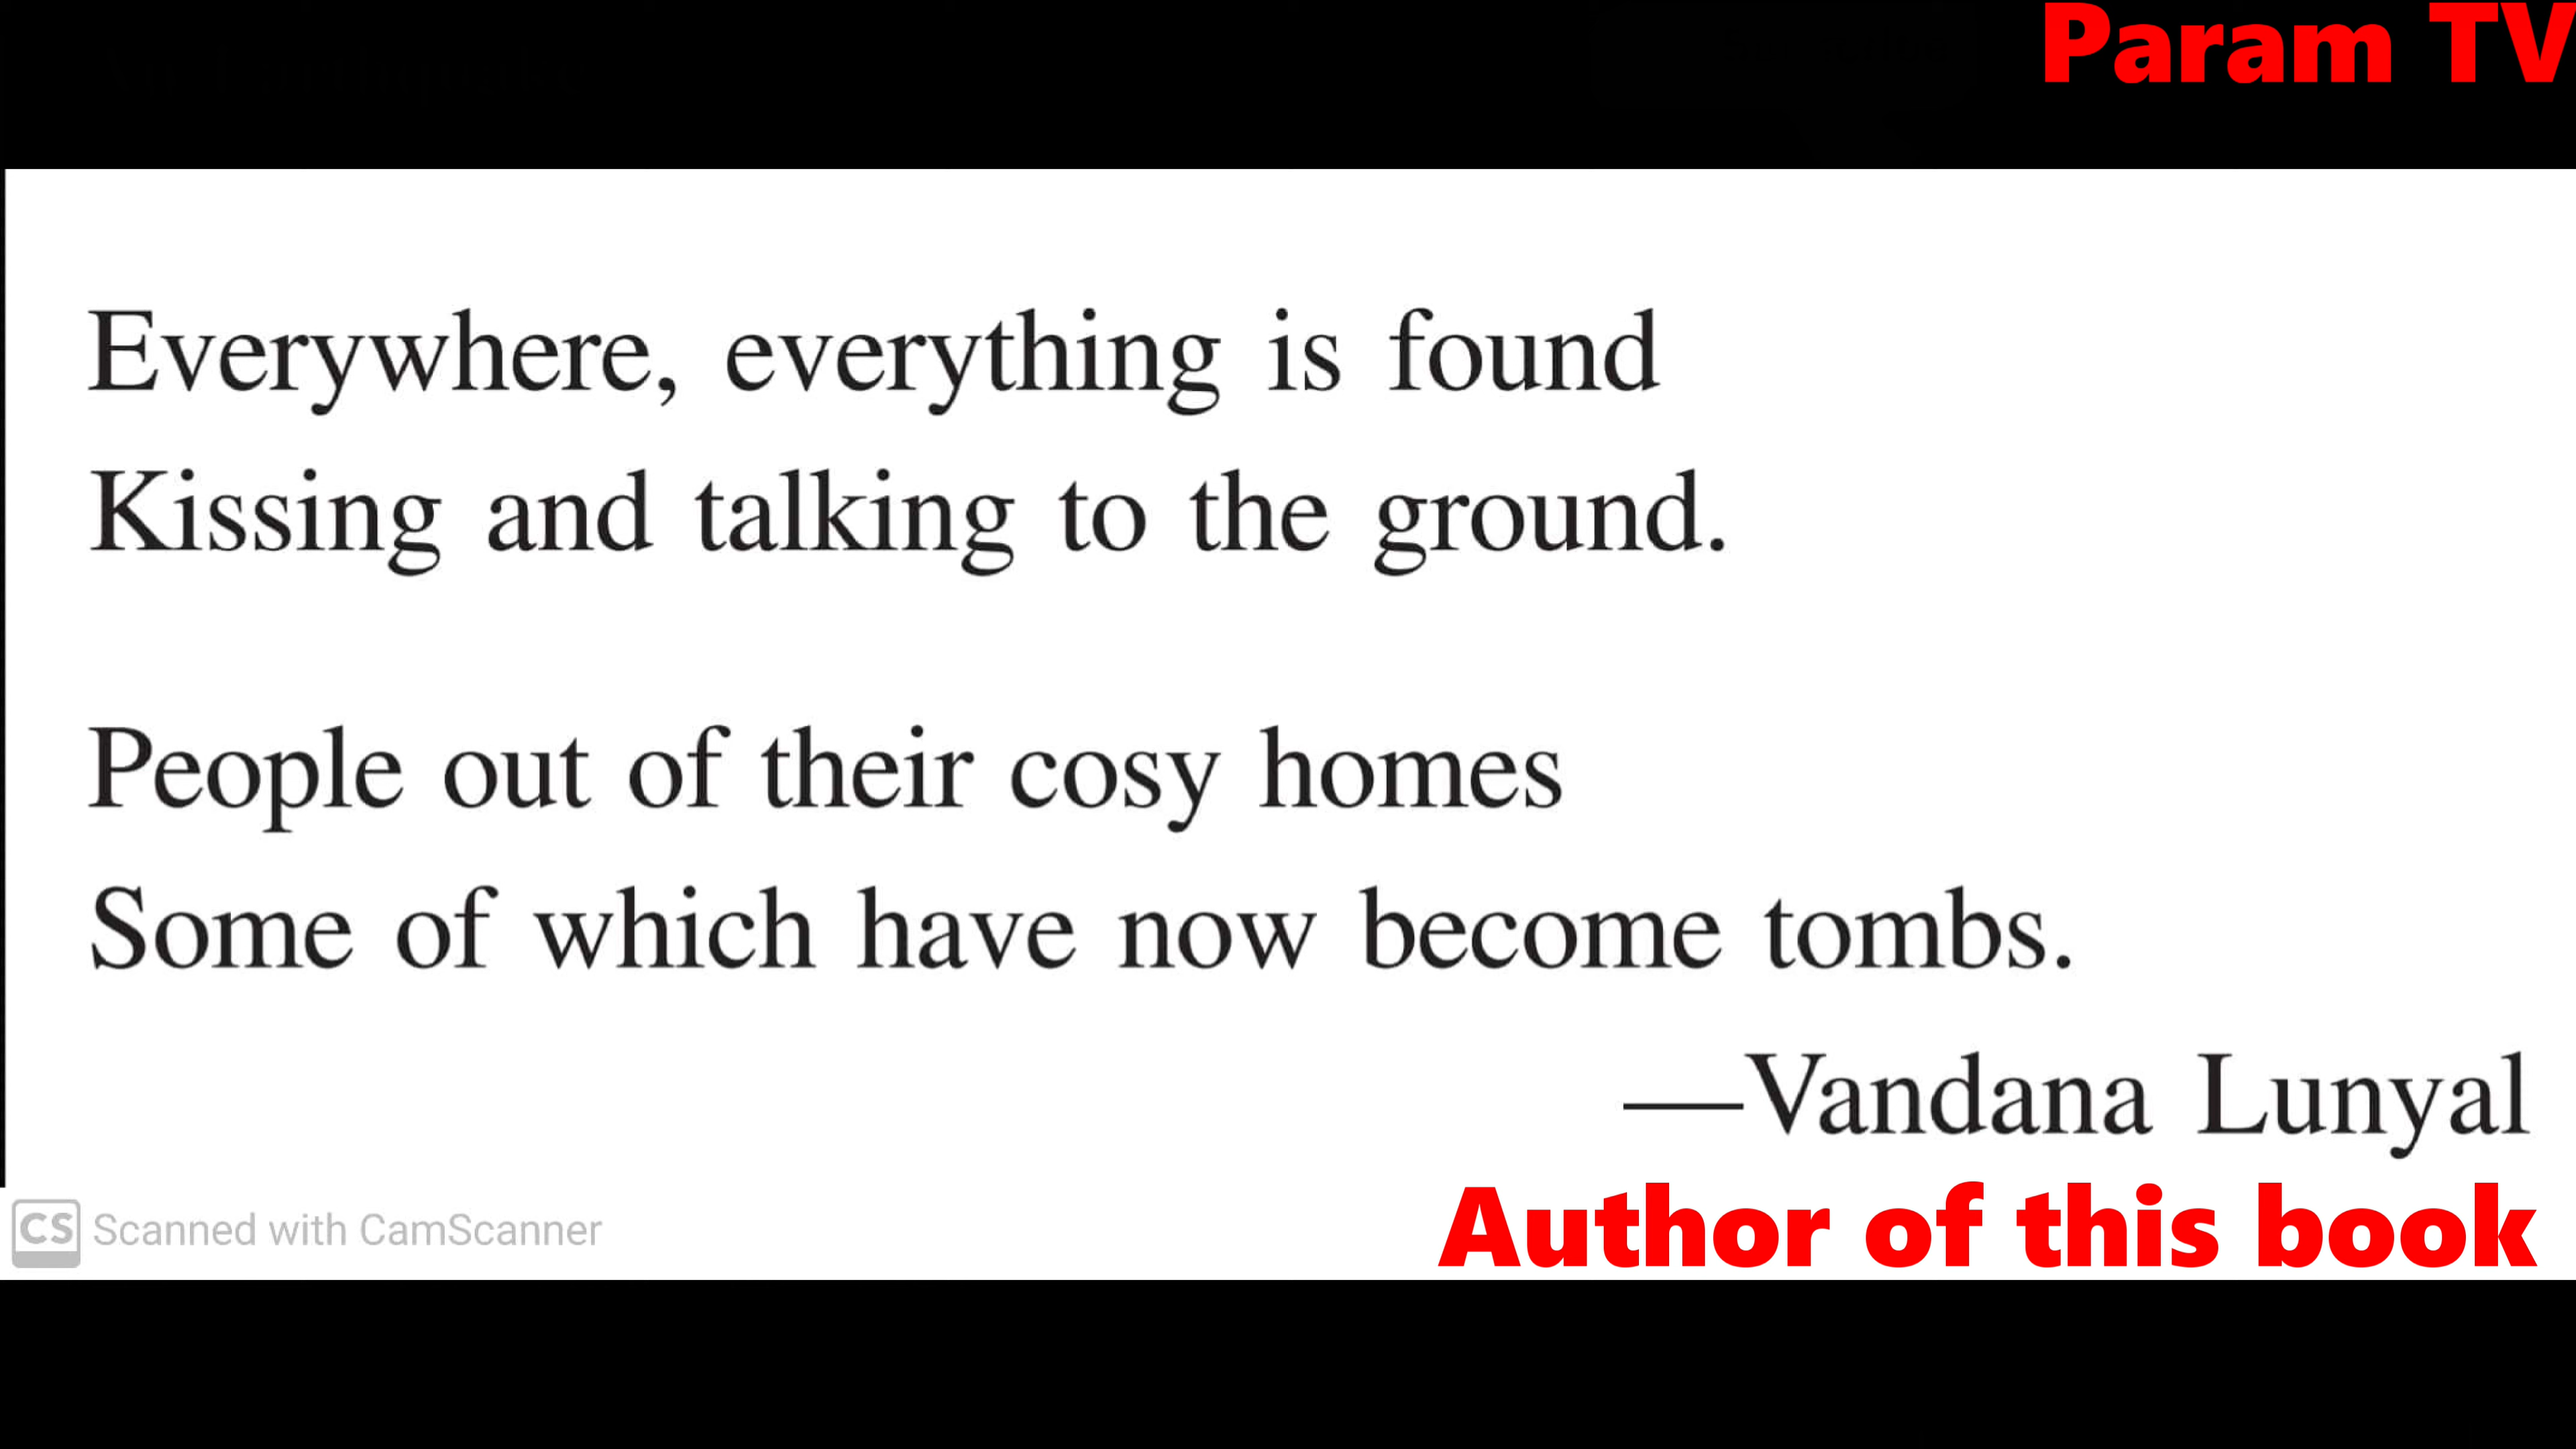 Param TV
Everywhere, everything is found
Kissing and talking to the ground.
People out of their cosy homes
Some of which have now become tombs.
—Vandana Lunyal
CS Scanned with CamScanner
Author of this book